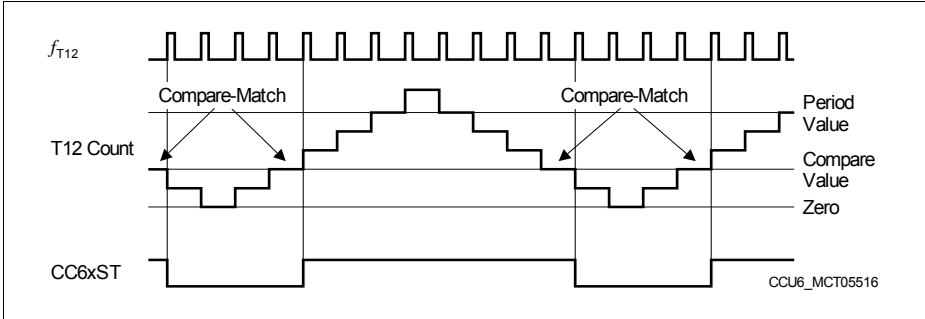 fT12
Compare-Match
Compare-Match
Period
Value
T12 Count
Compare
Value
Zero
CC6xST
CCU6_MCT05516